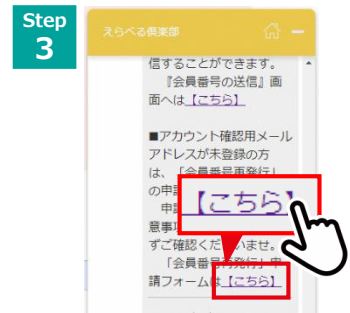 Step
3
えらべる倶楽部
信することができます。
『会員番号の送信』画
面へは【こちら】
■アカウント確認用メール
アドレスが未登録の方
は、「会員番号再発行」
の申
申
【こちら】
意事
ずご確認くだ いませ。
「会員番号再発行」申
請フォームは【こちら】